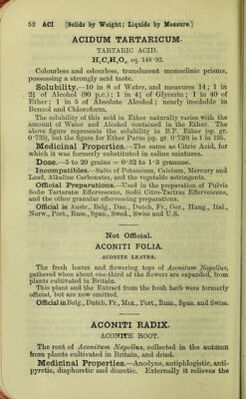 52 ACI [Solids by Weight; Liquids by Measure.]
ACIDUM TARTARICUM.
TARTARIC ACID.
H₂C₄H₄O₆, eq. 148·92.
Colourless and odourless, translucent monoclinic prisms,
possessing a strongly acid taste.
Solubility.—10 in 8 of Water, and measures 14; 1 in
2½ of Alcohol (90 p.c.); 1 in 4½ of Glycerin; 1 in 40 of
Ether; 1 in 5 of Absolute Alcohol; nearly insoluble in
Benzol and Chloroform.
The solubility of this acid in Ether naturally varies with the
amount of Water and Alcohol contained in the Ether. The
above figure represents the solubility in B.P. Ether (sp. gr.
0·735), but the figure for Ether Purus (sp. gr. 0·720) is 1 in 195.
Medicinal Properties.—The same as Citric Acid, for
which it was formerly substituted in saline mixtures.
Dose.—5 to 20 grains = 0·32 to 1·3 gramme.
Incompatibles.—Salts of Potassium, Calcium, Mercury and
Lead, Alkaline Carbonates, and the vegetable astringents.
Official Preparations.—Used in the preparation of Pulvis
Sodæ Tartaratæ Effervescens, Sodii Citro-Tartras Effervescens,
and the other granular effervescing preparations.
Official in Austr., Belg., Dan., Dutch, Fr., Ger., Hung., Ital.,
Norw., Port., Russ., Span., Swed., Swiss and U.S.
Not Official.
ACONITI FOLIA.
ACONITE LEAVES.
The fresh leaves and flowering tops of Aconitum Napellus,
gathered when about one-third of the flowers are expanded, from
plants cultivated in Britain.
This plant and the Extract from the fresh herb were formerly
official, but are now omitted.
Official in Belg., Dutch, Fr., Mex., Port., Russ., Span. and Swiss.
ACONITI RADIX.
ACONITE ROOT.
The root of Aconitum Napellus, collected in the autumn
from plants cultivated in Britain, and dried.
Medicinal Properties.—Anodyne, antiphlogistic, anti-
pyretic, diaphoretic and diuretic. Externally it relieves the